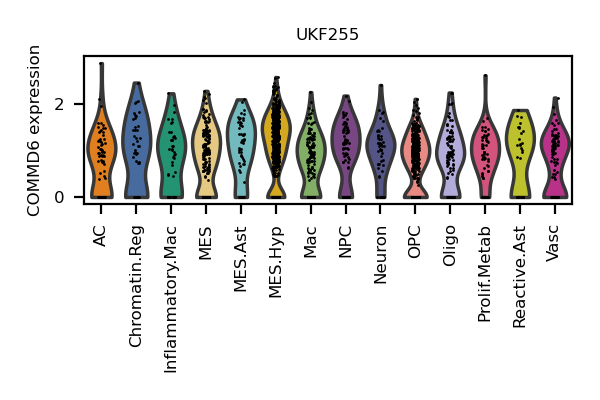 UKF255
COMMD6 expression
2
0
AC
Chromatin.Reg
Inflammatory.Mac
MES
MES.Ast
MES.Hyp
Mac
NPC
Neuron
OPC
Oligo
Prolif.Metab
Reactive.Ast
Vasc